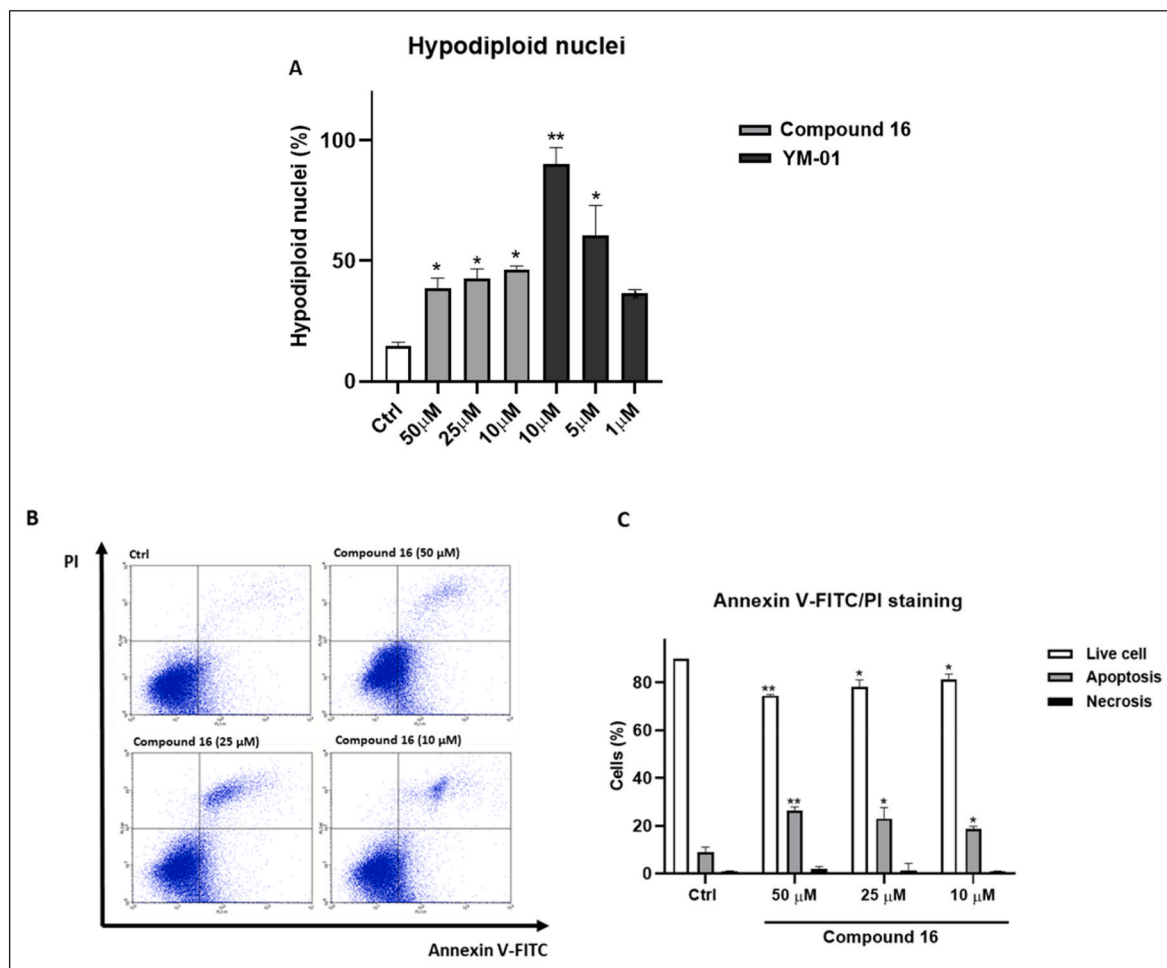 Hypodiploid nuclei
A
Hypodiploid nuclei (%)
100
50
0
**
*
*
*
*
*
Ctrl
50μM
25μM
10μM
10μM
5μM
1μM
Compound 16
YM-01
B
PI
Ctrl
Compound 16 (50 μM)
Compound 16 (25 μM)
Compound 16 (10 μM)
Annexin V-FITC
C
Annexin V-FITC/PI staining
Cells (%)
80
60
40
20
0
**
*
*
**
*
*
Ctrl
50 μM
25 μM
10 μM
Compound 16
Live cell
Apoptosis
Necrosis